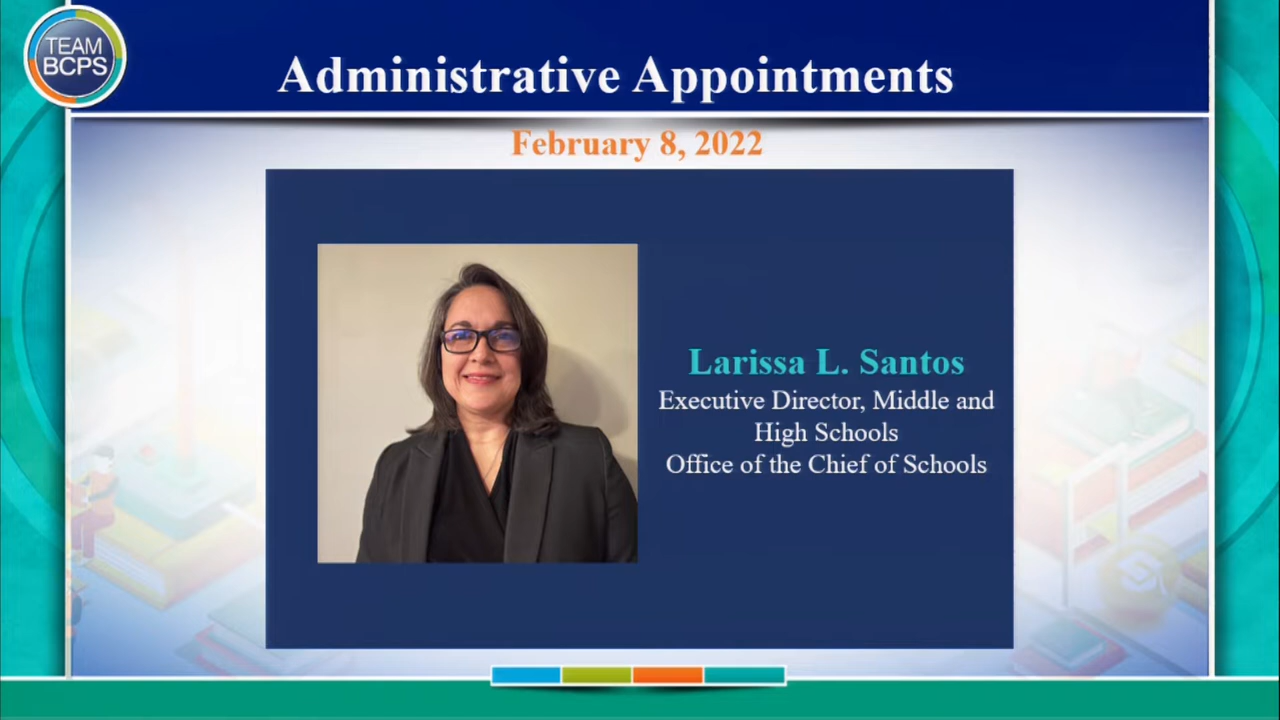 TEAM
BCPS
Administrative Appointments
February 8, 2022
Larissa L. Santos
Executive Director, Middle and
High Schools
Office of the Chief of Schools